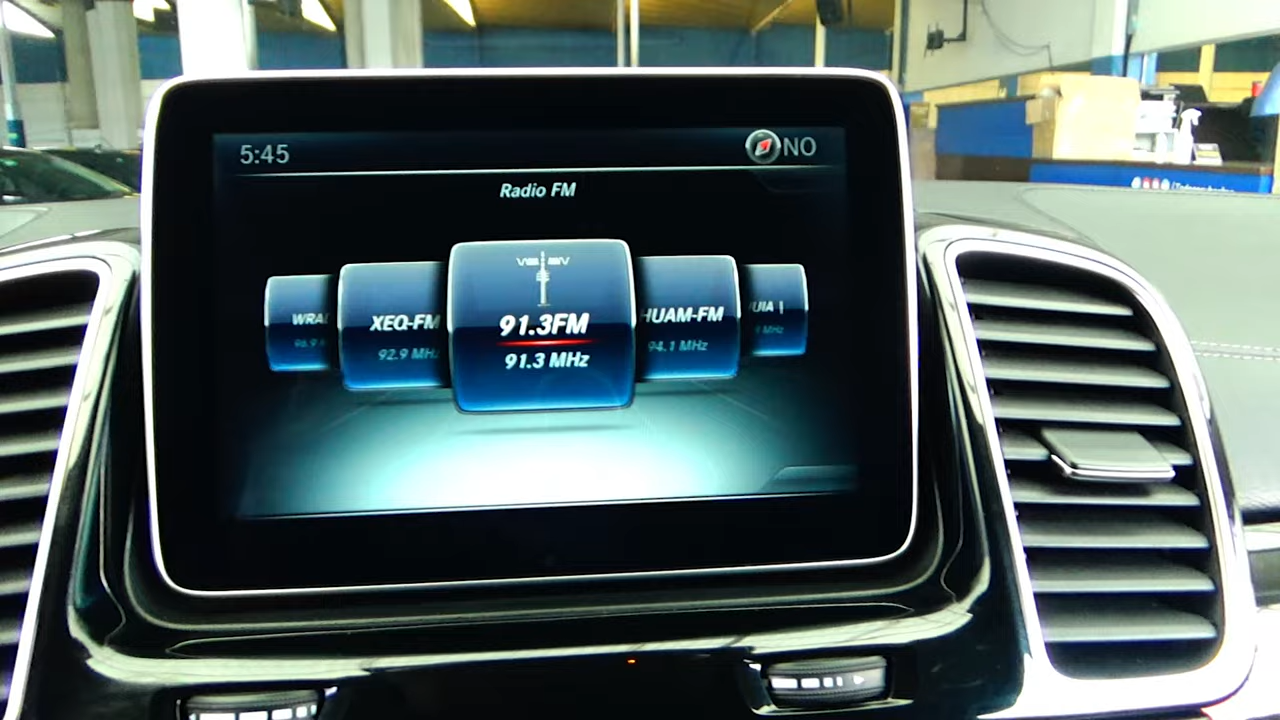 5:45
NO
Radio FM
XEQ-FM
92.9 MHz
91.3FM
91.3 MHz
HUAM-FM
94.1 MHz